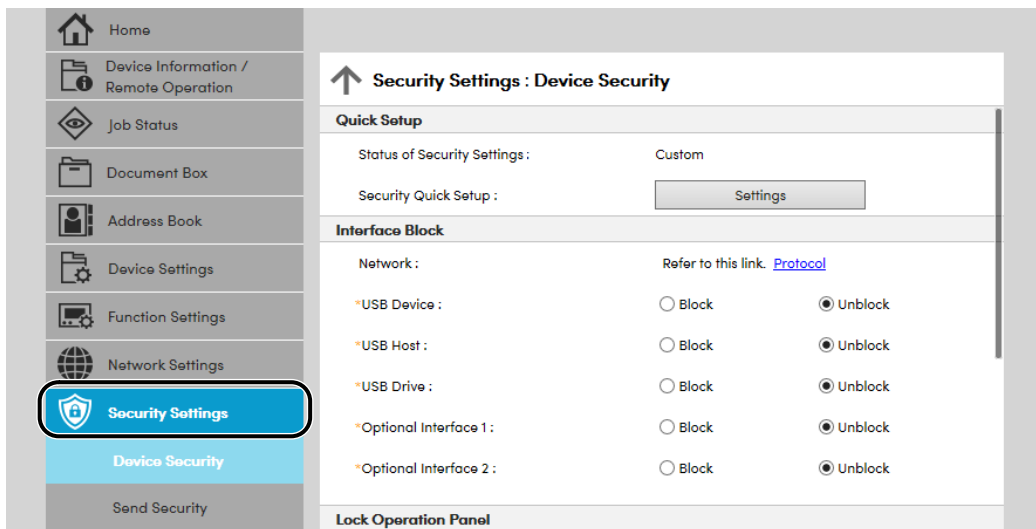 Home
Device Information /
Remote Operation
Job Status
Document Box
Address Book
Device Settings
Function Settings
Network Settings
Security Settings
Device Security
Send Security
Security Settings : Device Security
Quick Setup
Status of Security Settings : Custom
Security Quick Setup : Settings
Interface Block
Network : Refer to this link. Protocol
*USB Device : Block Unblock
*USB Host : Block Unblock
*USB Drive : Block Unblock
*Optional Interface 1 : Block Unblock
*Optional Interface 2 : Block Unblock
Lock Operation Panel